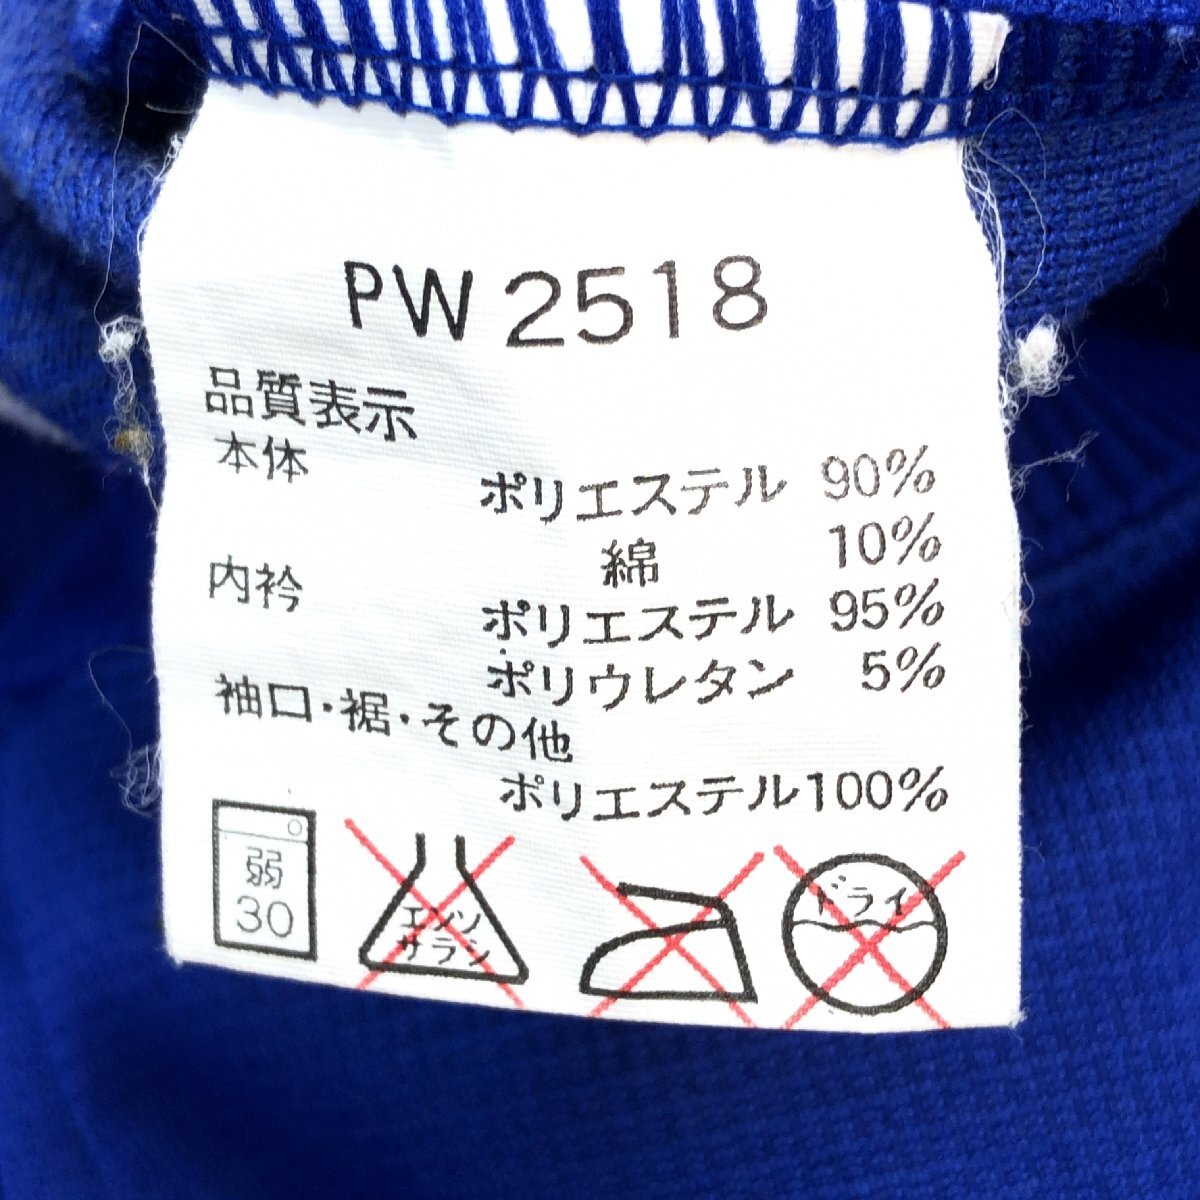 PW 2518
品質表示
本体
ポリエステル 90%
綿 10%
内衿
ポリエステル 95%
ポリウレタン 5%
袖口・裾・その他
ポリエステル100%
弱
30
エンソ
サラシ
ドライ